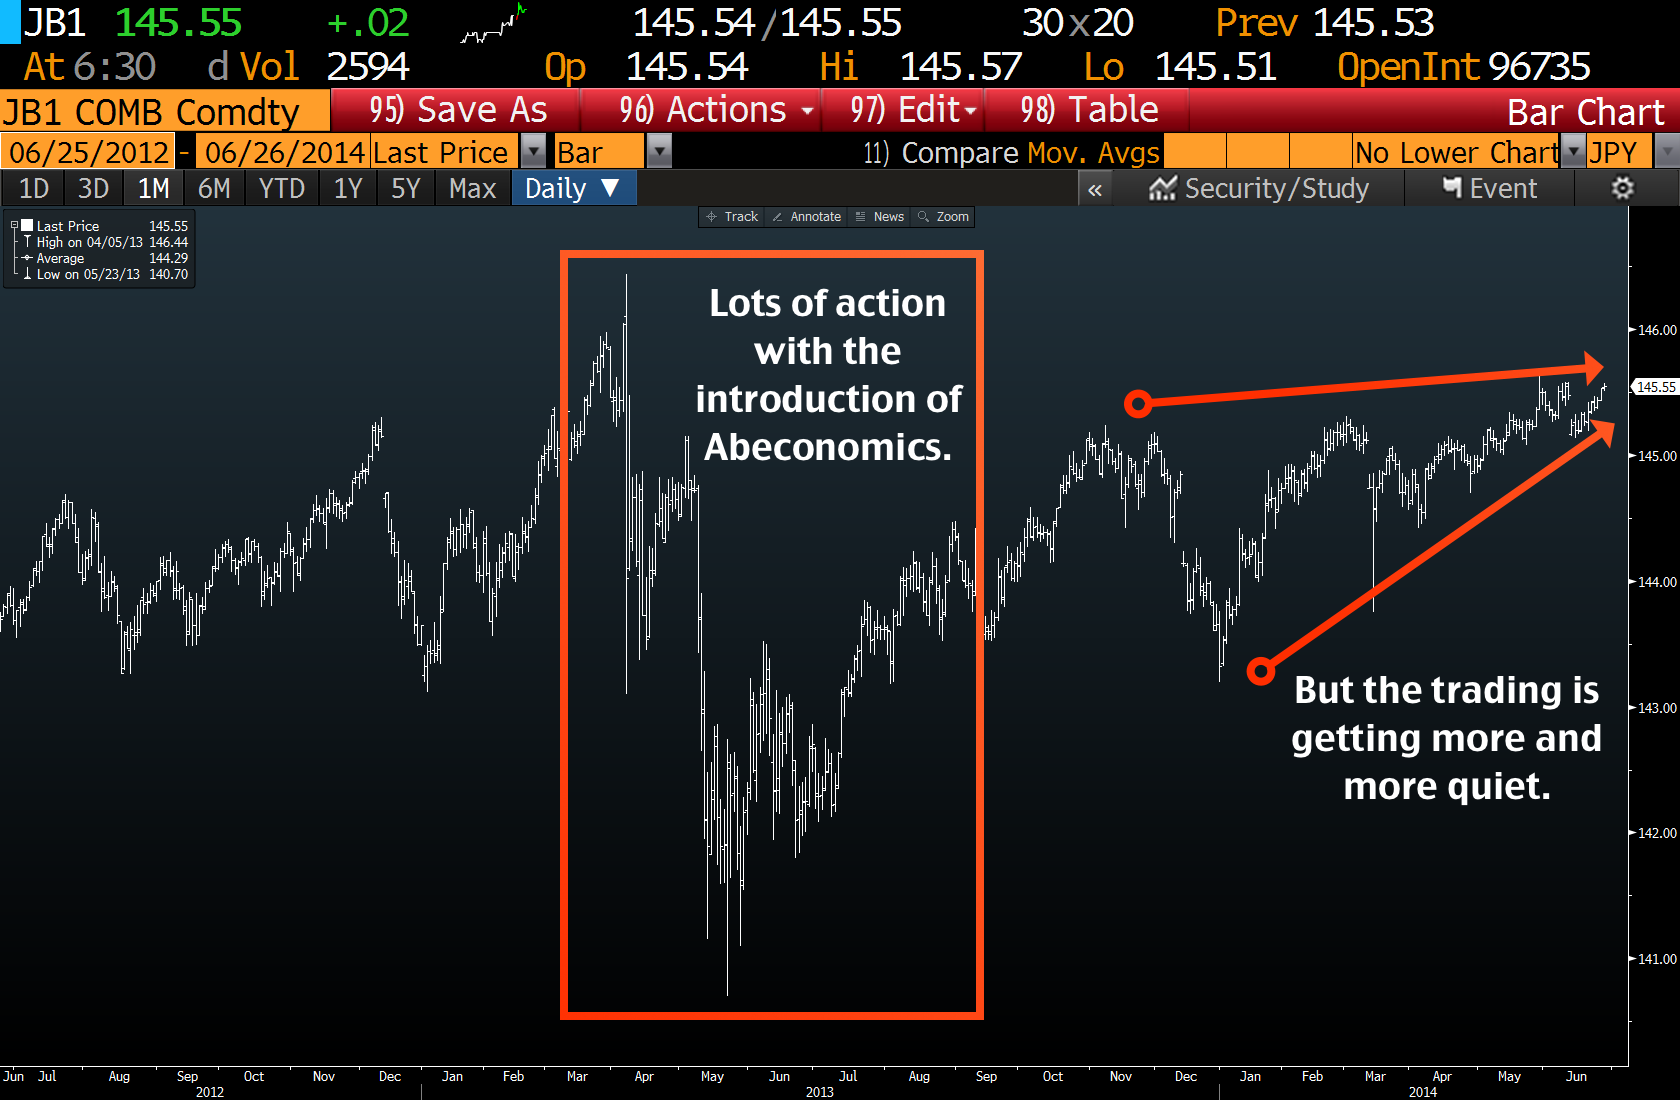 JB1 145.55 +.02 145.54/145.55 30x20 Prev 145.53
At 6:30 d Vol 2594 Op 145.54 Hi 145.57 Lo 145.51 OpenInt 96735
JB1 COMB Comdty 95) Save As 96) Actions 97) Edit 98) Table Bar Chart
06/25/2012 - 06/26/2014 Last Price Bar 11) Compare Mov. Avgs No Lower Chart JPY
1D 3D 1M 6M YTD 1Y 5Y Max Daily ▼ « Security/Study Event
Track Annotate News Zoom
Last Price 145.55
High on 04/05/13 146.44
Average 144.29
Low on 05/23/13 140.70
Lots of action
with the
introduction of
Abeconomics.
146.00
145.55
145.00
144.00
143.00
142.00
141.00
But the trading is
getting more and
more quiet.
Jun Jul Aug Sep Oct Nov Dec Jan Feb Mar Apr May Jun Jul Aug Sep Oct Nov Dec Jan Feb Mar Apr May Jun
2012 2013 2014